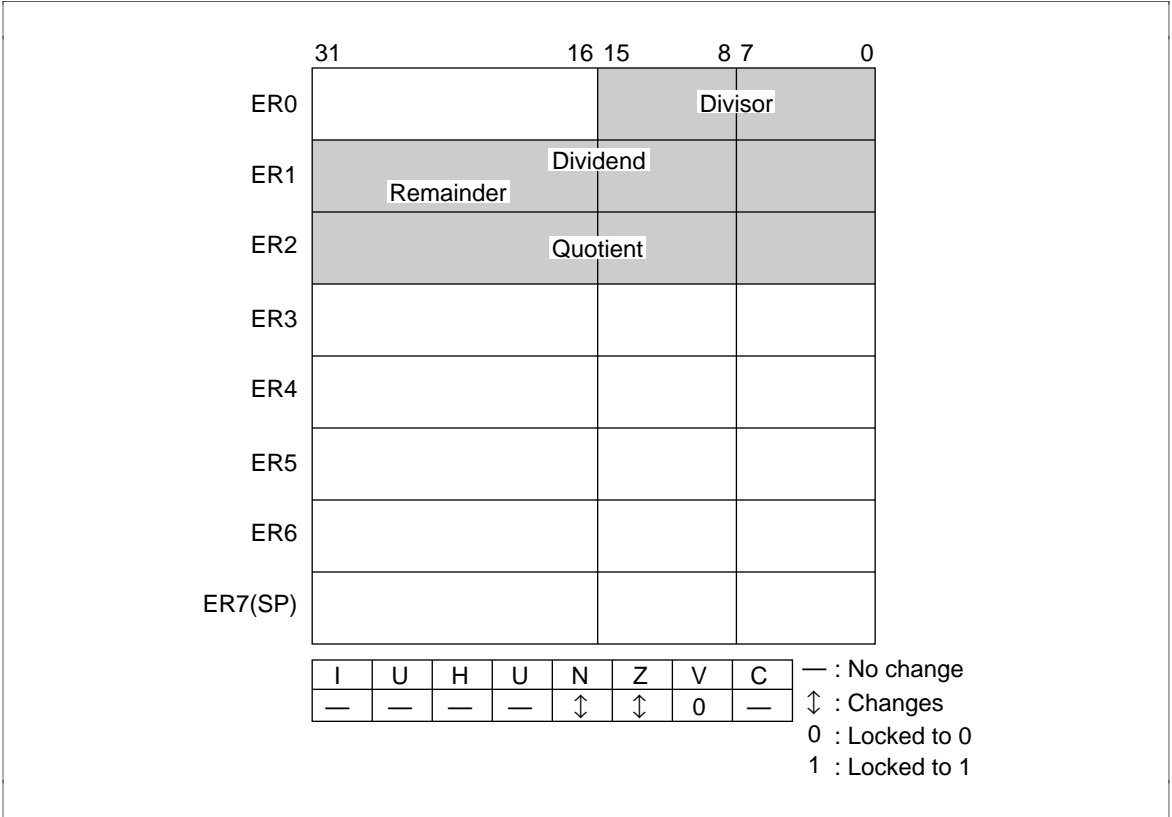 31 16 15 8 7 0
ER0 Divisor
ER1 Dividend
Remainder
ER2 Quotient
ER3
ER4
ER5
ER6
ER7(SP)
I U H U N Z V C
— — — — ↕ ↕ 0 —
— : No change
↕ : Changes
0 : Locked to 0
1 : Locked to 1